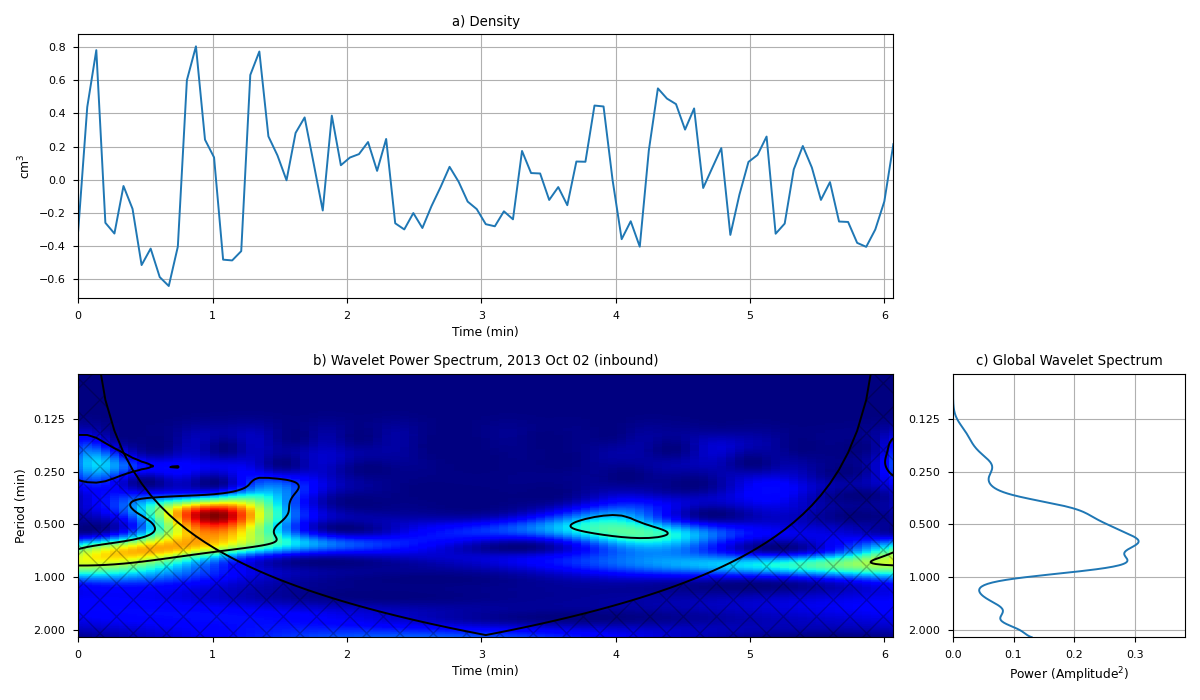 a) Density
cm³
0.8
0.6
0.4
0.2
0.0
−0.2
−0.4
−0.6
0 1 2 3 4 5 6
Time (min)
b) Wavelet Power Spectrum, 2013 Oct 02 (inbound)
Period (min)
0.125
0.250
0.500
1.000
2.000
0 1 2 3 4 5 6
Time (min)
c) Global Wavelet Spectrum
0.125
0.250
0.500
1.000
2.000
0.0 0.1 0.2 0.3
Power (Amplitude²)